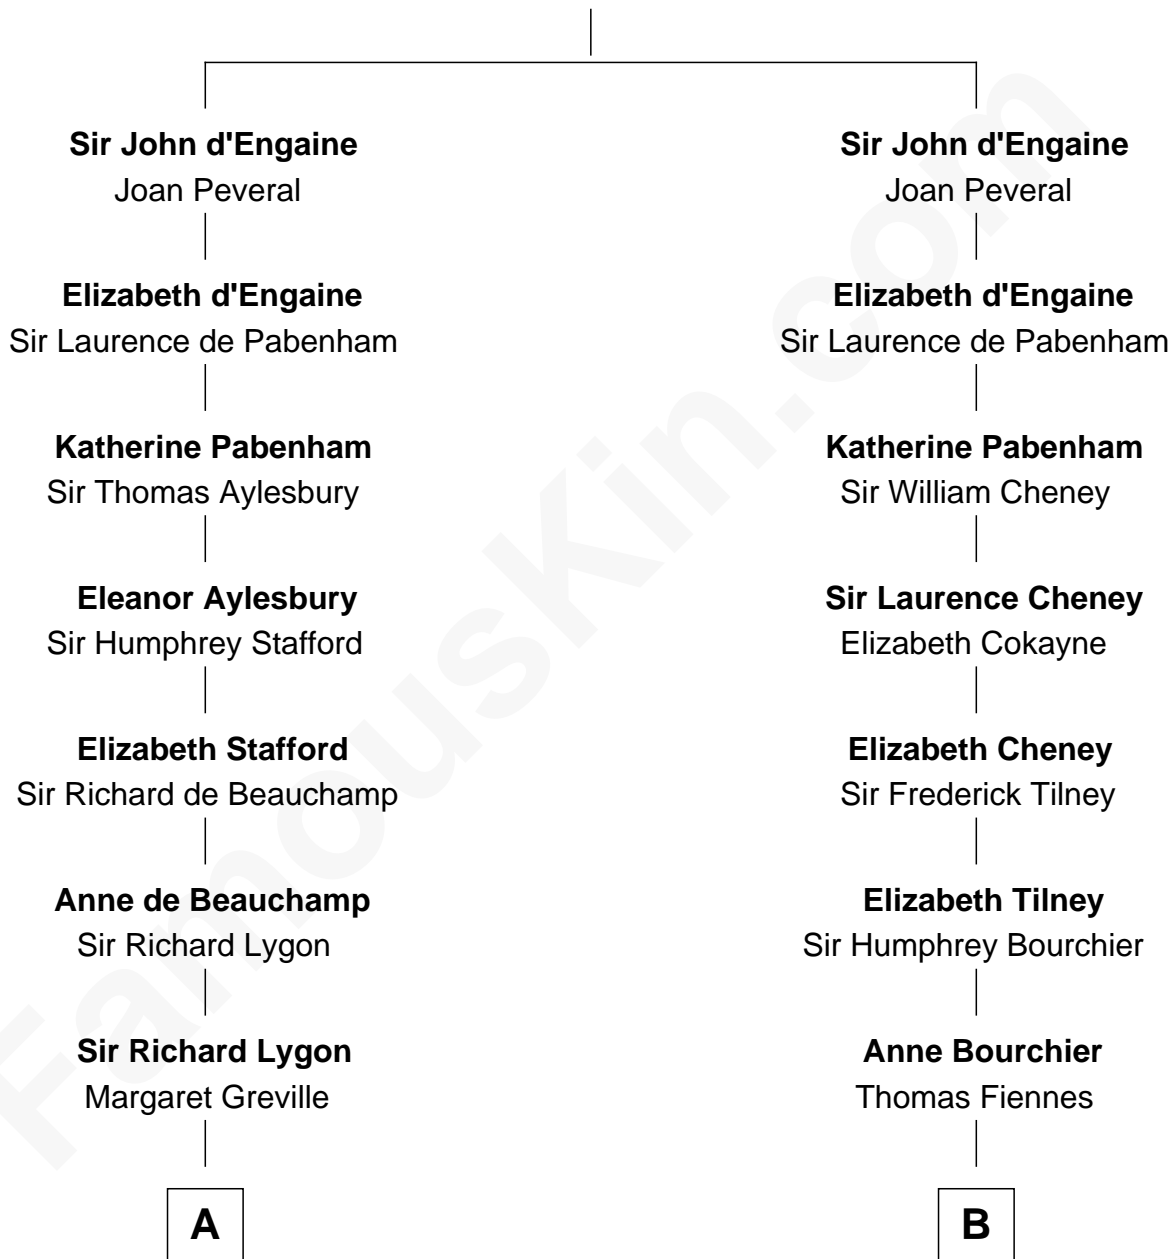 Sir John d'Engaine
Joan Peveral
Elizabeth d'Engaine
Sir Laurence de Pabenham
Katherine Pabenham
Sir Thomas Aylesbury
Eleanor Aylesbury
Sir Humphrey Stafford
Elizabeth Stafford
Sir Richard de Beauchamp
Anne de Beauchamp
Sir Richard Lygon
Sir Richard Lygon
Margaret Greville
A
Sir John d'Engaine
Joan Peveral
Elizabeth d'Engaine
Sir Laurence de Pabenham
Katherine Pabenham
Sir William Cheney
Sir Laurence Cheney
Elizabeth Cokayne
Elizabeth Cheney
Sir Frederick Tilney
Elizabeth Tilney
Sir Humphrey Bourchier
Anne Bourchier
Thomas Fiennes
B
FamousKin.com